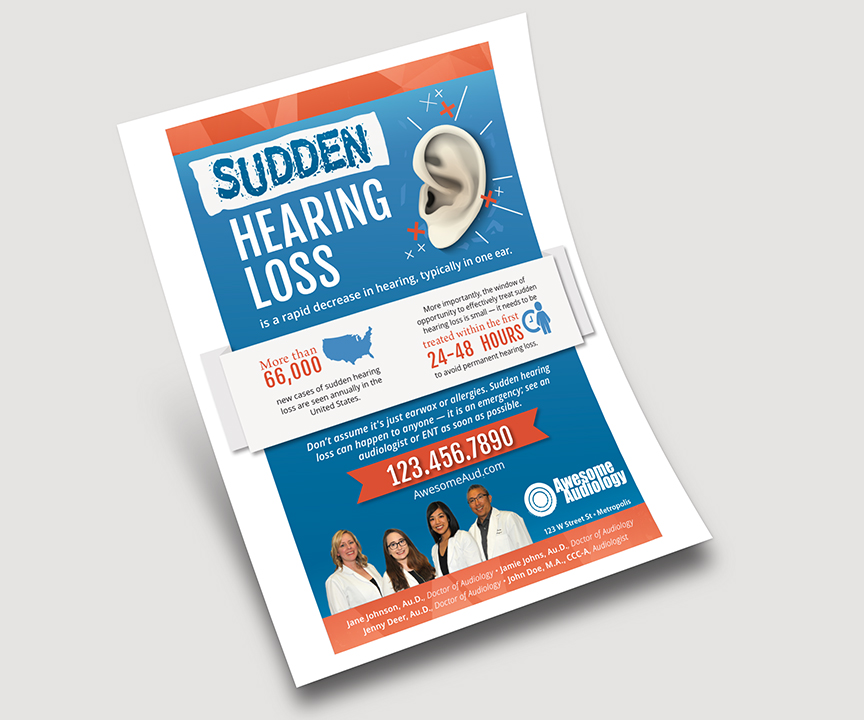 SUDDEN
HEARING
LOSS
is a rapid decrease in hearing, typically in one ear.
More than
66,000
new cases of sudden hearing
loss are seen annually in the
United States.
More importantly, the window of
opportunity to effectively treat sudden
hearing loss is small — it needs to be
treated within the first
24-48 HOURS
to avoid permanent hearing loss.
Don't assume it's just earwax or allergies. Sudden hearing
loss can happen to anyone — it is an emergency; see an
audiologist or ENT as soon as possible.
123.456.7890
AwesomeAud.com
Awesome
Audiology
123 W Street St • Metropolis
Jane Johnson, Au.D., Doctor of Audiology • Jamie Johns, Au.D., Doctor of Audiology
Jenny Deer, Au.D., Doctor of Audiology • John Doe, M.A., CCC-A, Audiologist